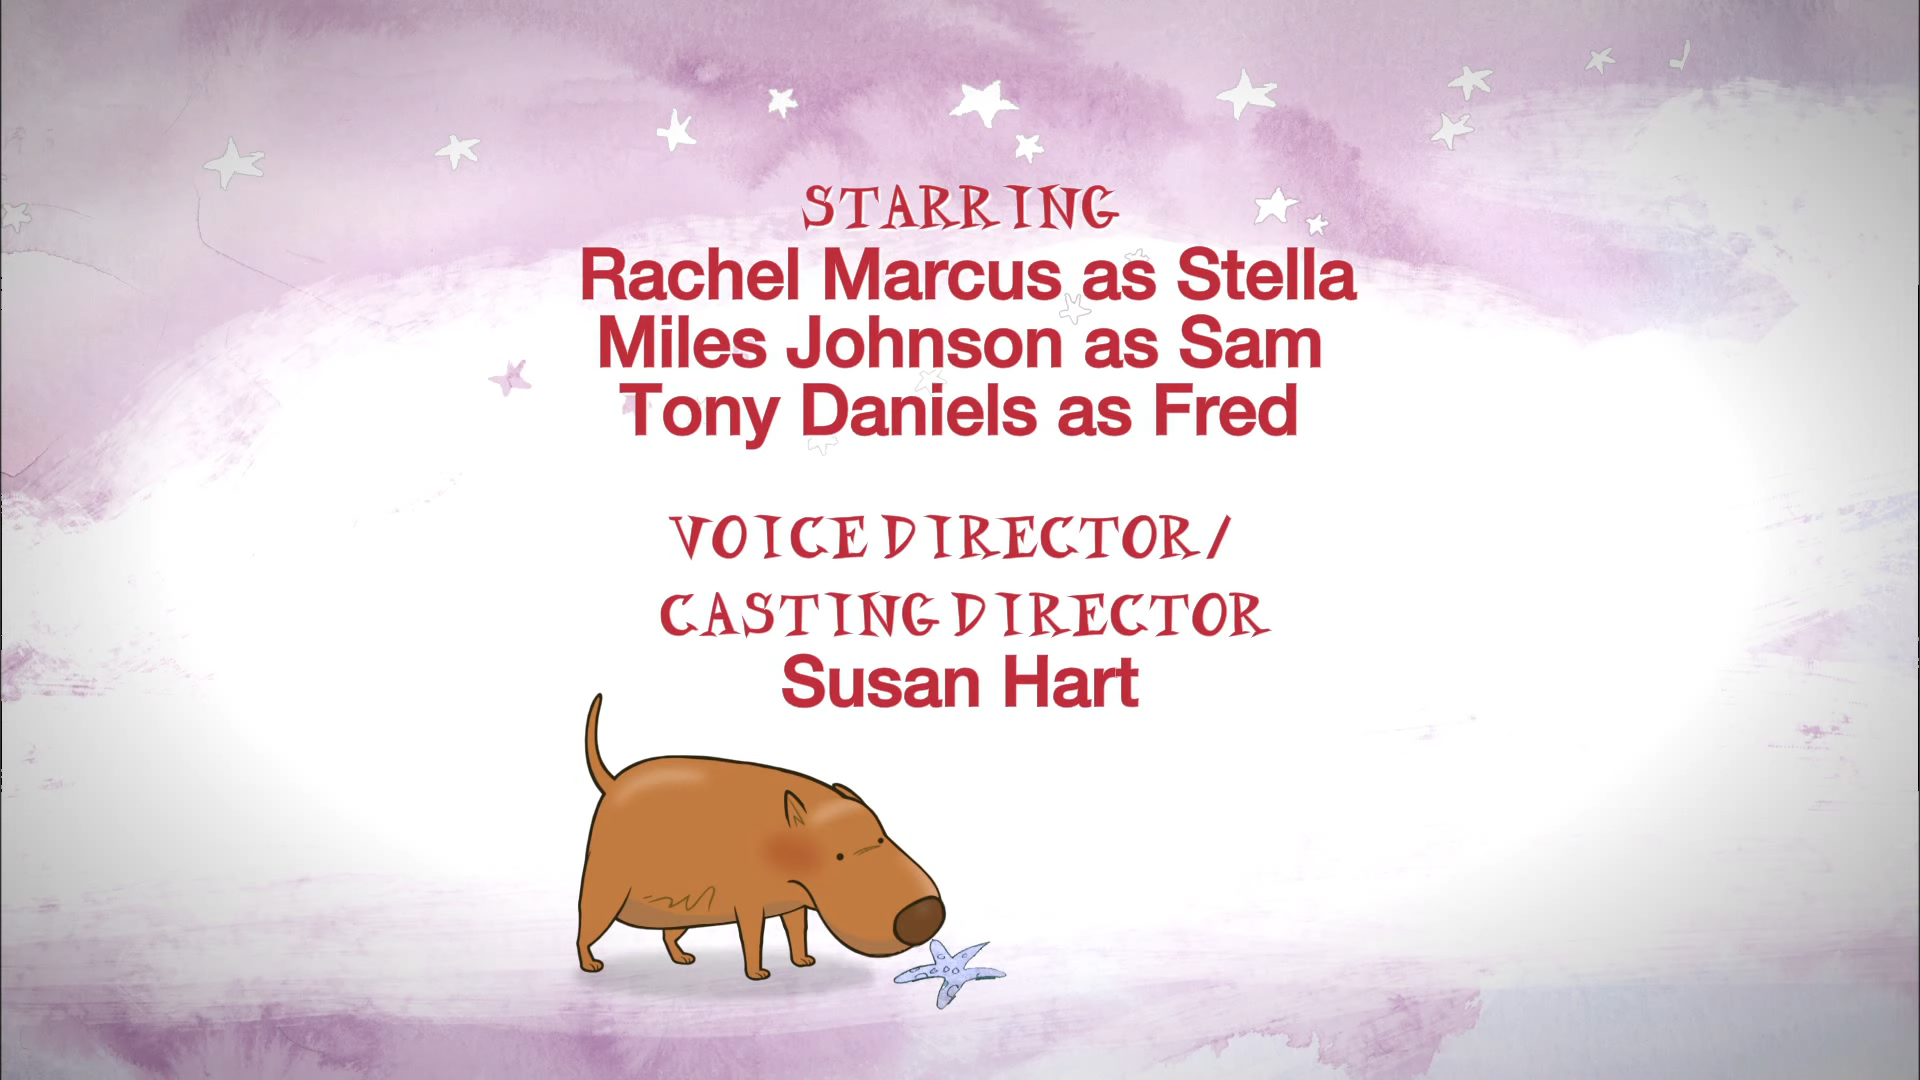 STARRING
Rachel Marcus as Stella
Miles Johnson as Sam
Tony Daniels as Fred
VOICE DIRECTOR/
CASTING DIRECTOR
Susan Hart